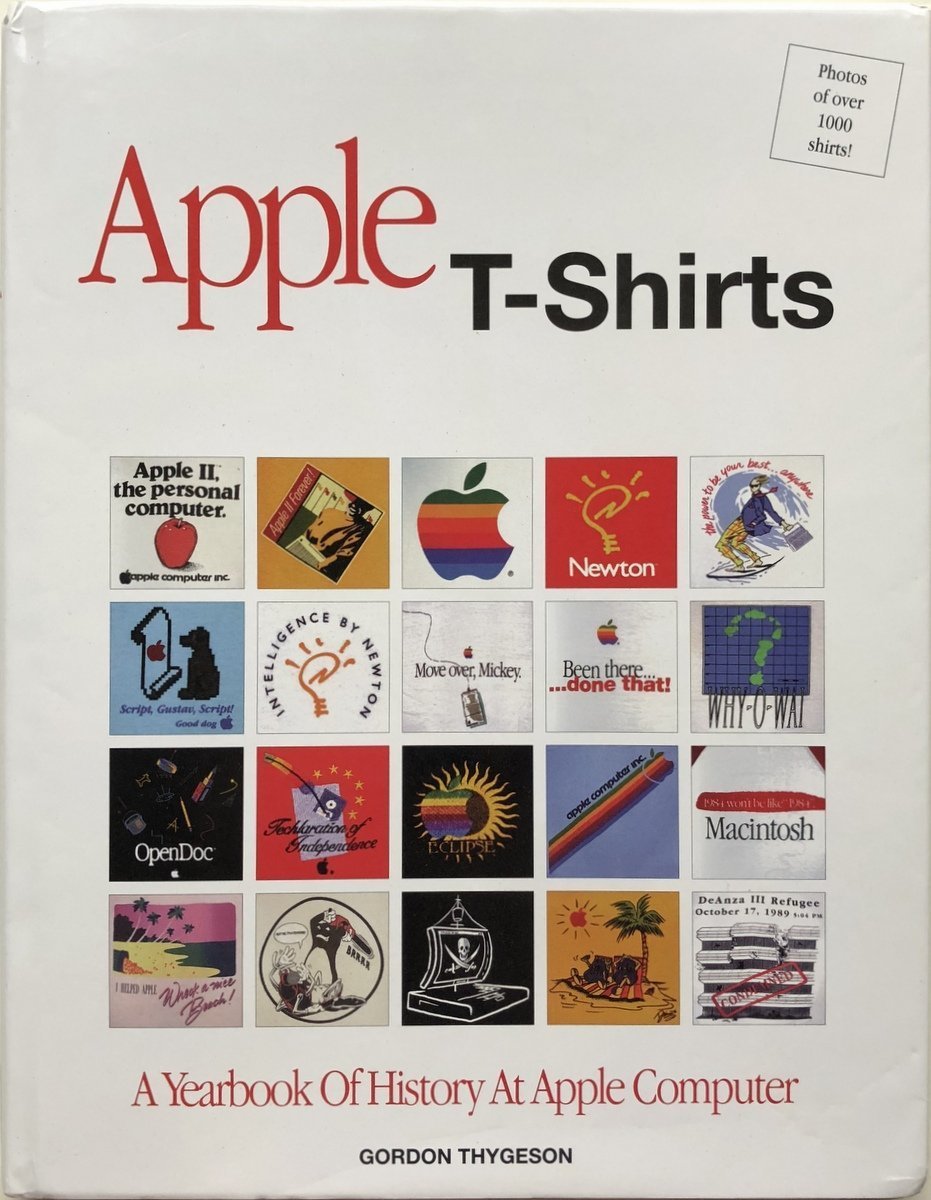 Photos
of over
1000
shirts!
Apple
T-Shirts
Apple II,™
the personal
computer.
apple computer inc.
Apple II Forever!
®
Newton
the power to be your best... anywhere
Script, Gustav, Script!
Good dog
INTELLIGENCE BY NEWTON
Move over, Mickey.
Been there...
...done that!
WHY-O-WAI
OpenDoc™
Techlaration of
Independence
ECLIPSE
apple computer inc.
1984 won't be like "1984"
Macintosh
I HELPED APPLE
Wreck a nice
Beach!
BRRRR
DeAnza III Refugee
October 17, 1989 5:04 PM
CONDEMNED
A Yearbook Of History At Apple Computer
GORDON THYGESON